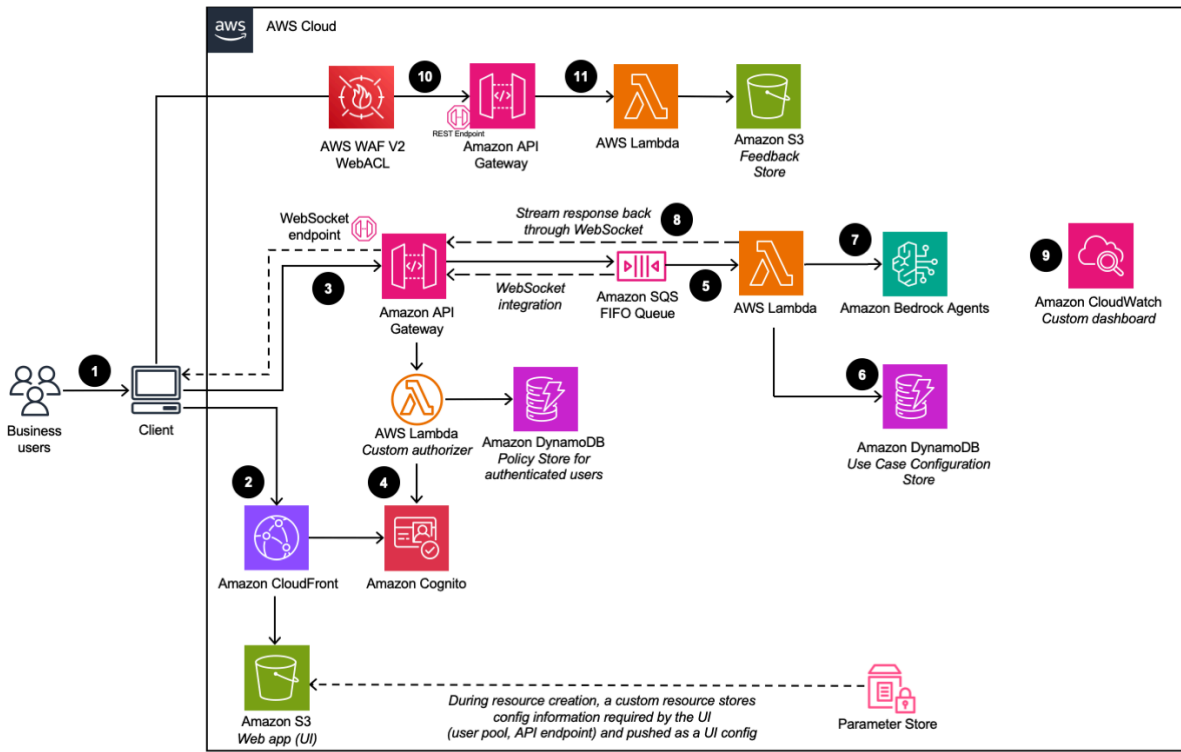 aws
AWS Cloud
10
11
REST Endpoint
AWS WAF V2
WebACL
Amazon API
Gateway
AWS Lambda
Amazon S3
Feedback
Store
WebSocket
endpoint
Stream response back
through WebSocket
8
7
9
3
WebSocket
integration
5
Amazon API
Gateway
Amazon SQS
FIFO Queue
AWS Lambda
Amazon Bedrock Agents
Amazon CloudWatch
Custom dashboard
1
6
Business
users
Client
AWS Lambda
Custom authorizer
Amazon DynamoDB
Policy Store for
authenticated users
Amazon DynamoDB
Use Case Configuration
Store
2
4
Amazon CloudFront
Amazon Cognito
Amazon S3
Web app (UI)
During resource creation, a custom resource stores
config information required by the UI
(user pool, API endpoint) and pushed as a UI config
Parameter Store